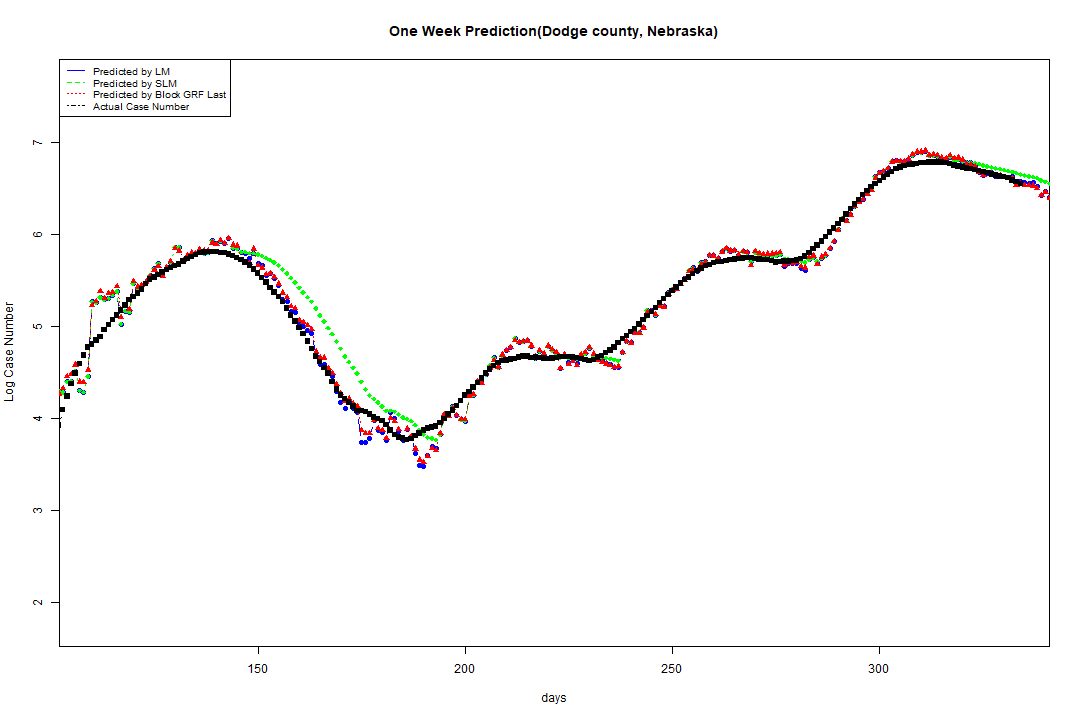 One Week Prediction(Dodge county, Nebraska)
Predicted by LM
Predicted by SLM
Predicted by Block GRF Last
Actual Case Number
7
6
5
4
3
2
Log Case Number
150
200
250
300
days